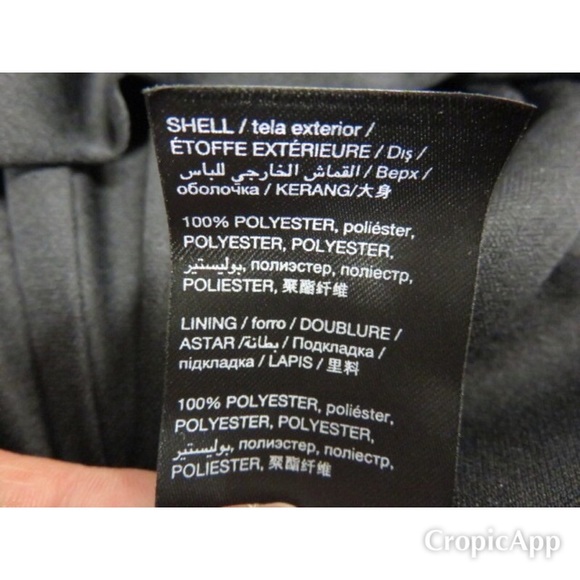 SHELL / tela exterior /
ÉTOFFE EXTÉRIEURE / Dış /
القماش الخارجي للباس / Верх /
оболочка / KERANG/大身
100% POLYESTER, poliéster,
POLYESTER, POLYESTER,
بوليستير, полиэстер, поліестр,
POLIESTER, 聚酯纤维
LINING / forro / DOUBLURE /
ASTAR /بطانة / Подкладка /
підкладка / LAPIS / 里料
100% POLYESTER, poliéster,
POLYESTER, POLYESTER,
بوليستير, полиэстер, поліестр,
POLIESTER, 聚酯纤维
CropicApp